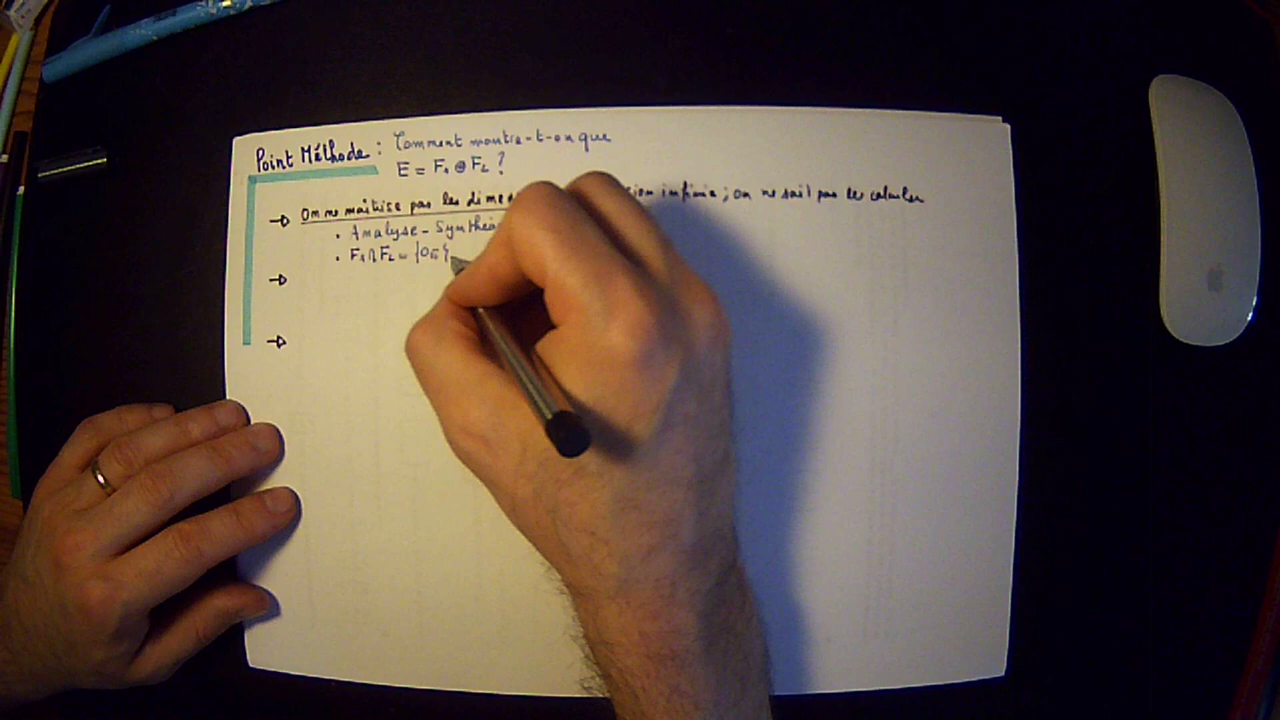 Point Méthode : Comment montre-t-on que
E = F₁ ⊕ F₂ ?
→ On ne maîtrise pas les dime infinie ; on ne sait pas les calculer
• Analyse - Synthès
• F₁ ∩ F₂ = {0E}
→
→